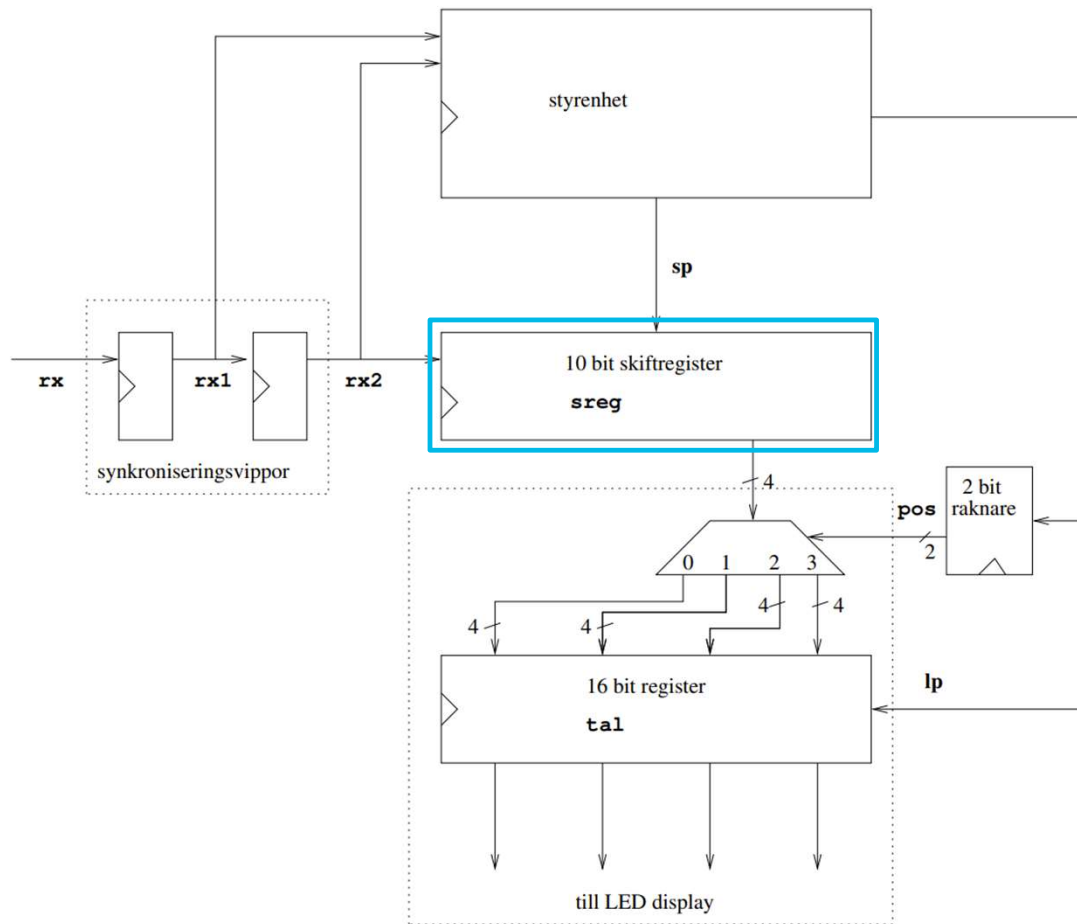 styrenhet
sp
rx
rx1
rx2
10 bit skiftregister
sreg
synkroniseringsvippor
4
pos
2 bit
raknare
2
0 1 2 3
4 4 4 4
16 bit register
tal
lp
till LED display